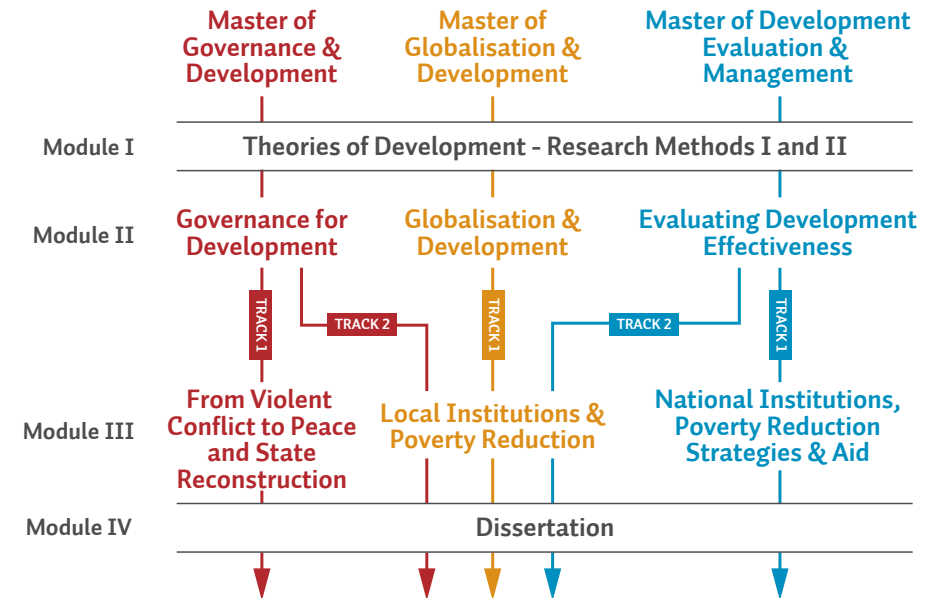 Master of
Governance &
Development
Master of
Globalisation &
Development
Master of Development
Evaluation &
Management
Module I
Theories of Development - Research Methods I and II
Module II
Governance for
Development
Globalisation &
Development
Evaluating Development
Effectiveness
TRACK 1
TRACK 2
TRACK 1
TRACK 2
TRACK 1
Module III
From Violent
Conflict to Peace
and State
Reconstruction
Local Institutions &
Poverty Reduction
National Institutions,
Poverty Reduction
Strategies & Aid
Module IV
Dissertation